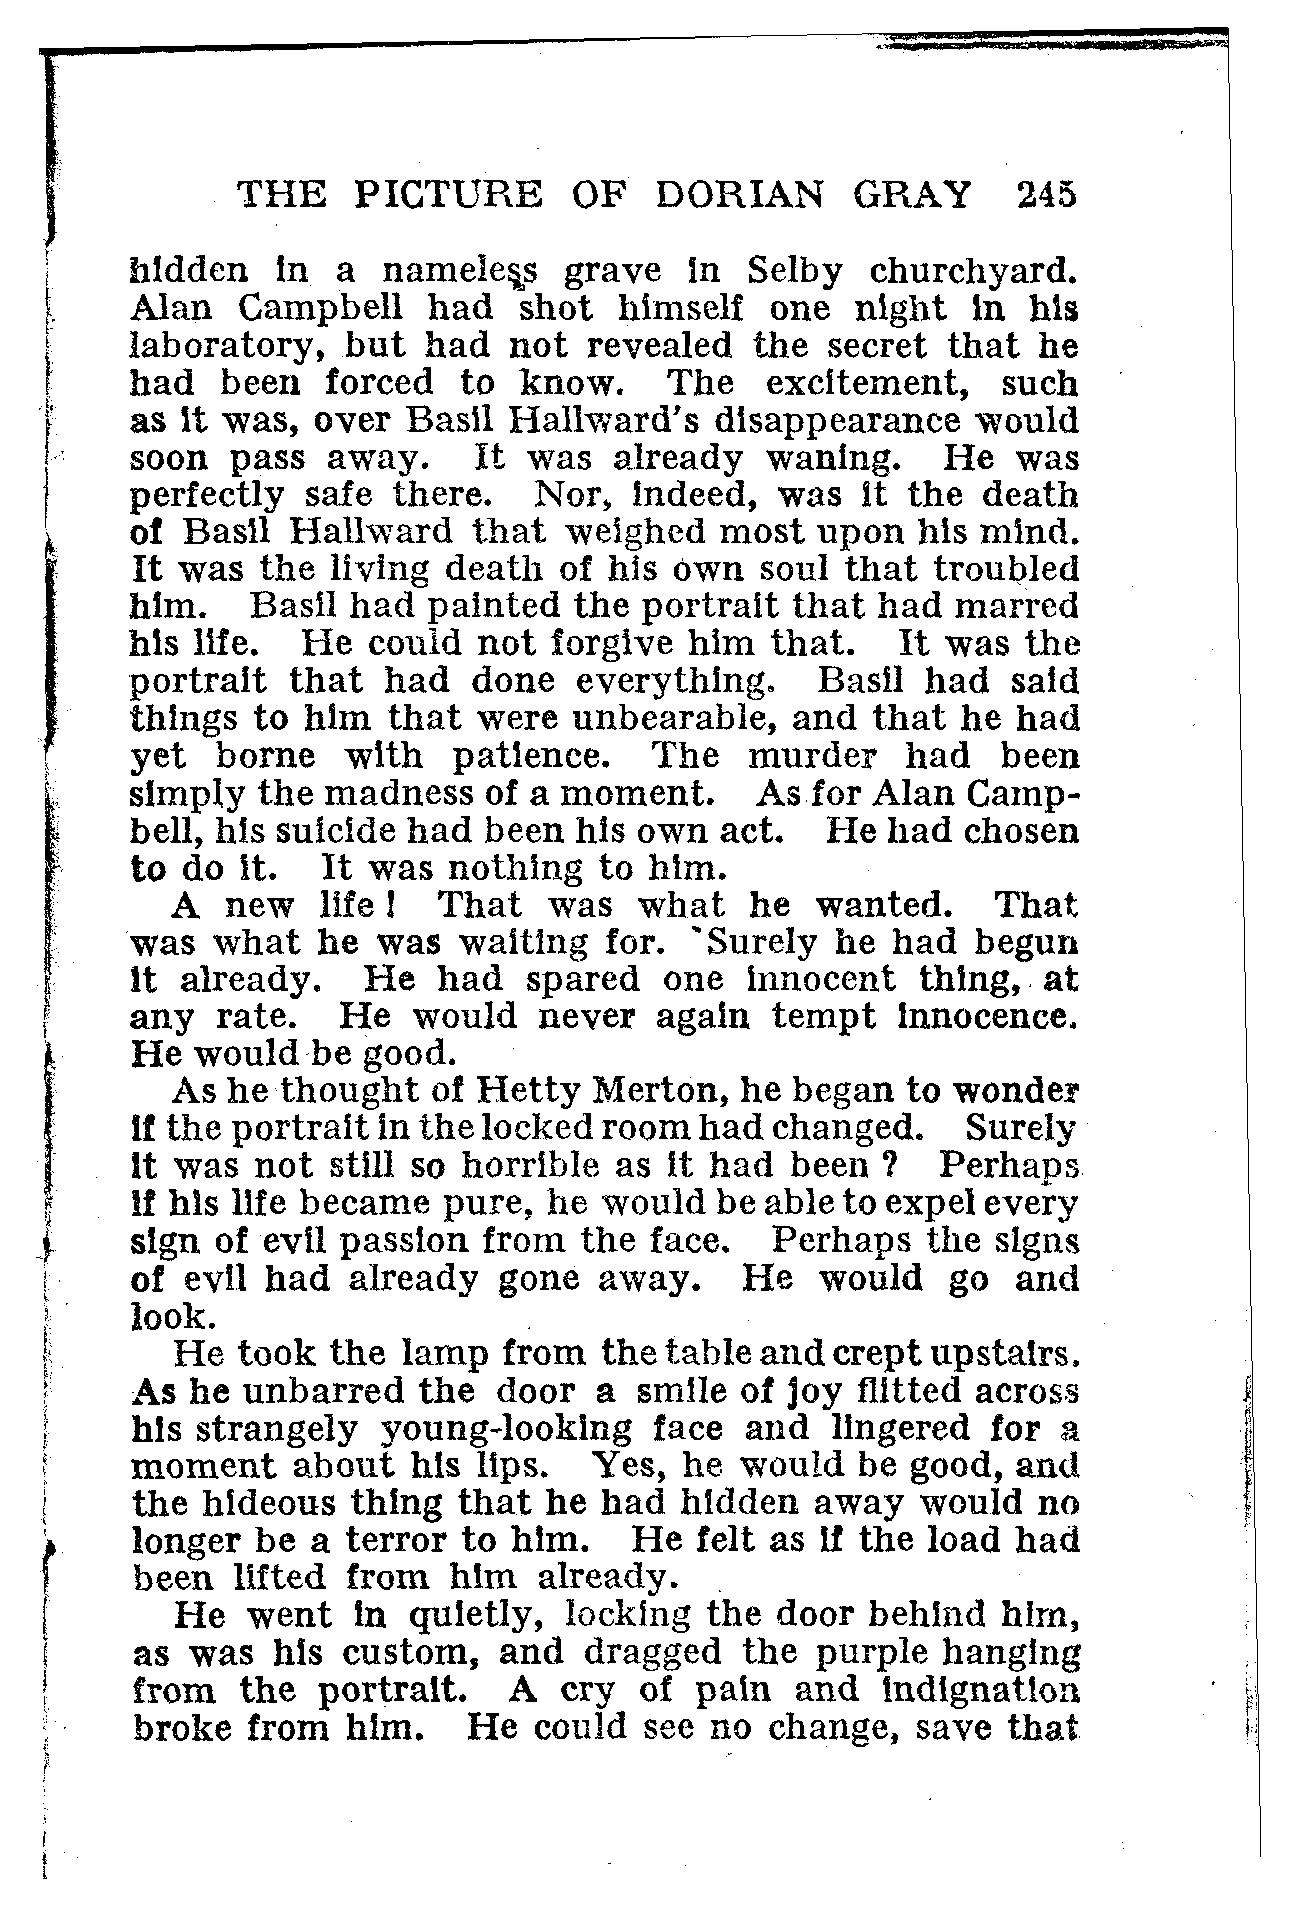 THE PICTURE OF DORIAN GRAY 245
hidden in a nameless grave in Selby churchyard.
Alan Campbell had shot himself one night in his
laboratory, but had not revealed the secret that he
had been forced to know. The excitement, such
as it was, over Basil Hallward's disappearance would
soon pass away. It was already waning. He was
perfectly safe there. Nor, indeed, was it the death
of Basil Hallward that weighed most upon his mind.
It was the living death of his own soul that troubled
him. Basil had painted the portrait that had marred
his life. He could not forgive him that. It was the
portrait that had done everything. Basil had said
things to him that were unbearable, and that he had
yet borne with patience. The murder had been
simply the madness of a moment. As for Alan Camp-
bell, his suicide had been his own act. He had chosen
to do it. It was nothing to him.
A new life! That was what he wanted. That
was what he was waiting for. Surely he had begun
it already. He had spared one innocent thing, at
any rate. He would never again tempt innocence.
He would be good.
As he thought of Hetty Merton, he began to wonder
if the portrait in the locked room had changed. Surely
it was not still so horrible as it had been? Perhaps
if his life became pure, he would be able to expel every
sign of evil passion from the face. Perhaps the signs
of evil had already gone away. He would go and
look.
He took the lamp from the table and crept upstairs.
As he unbarred the door a smile of joy flitted across
his strangely young-looking face and lingered for a
moment about his lips. Yes, he would be good, and
the hideous thing that he had hidden away would no
longer be a terror to him. He felt as if the load had
been lifted from him already.
He went in quietly, locking the door behind him,
as was his custom, and dragged the purple hanging
from the portrait. A cry of pain and indignation
broke from him. He could see no change, save that